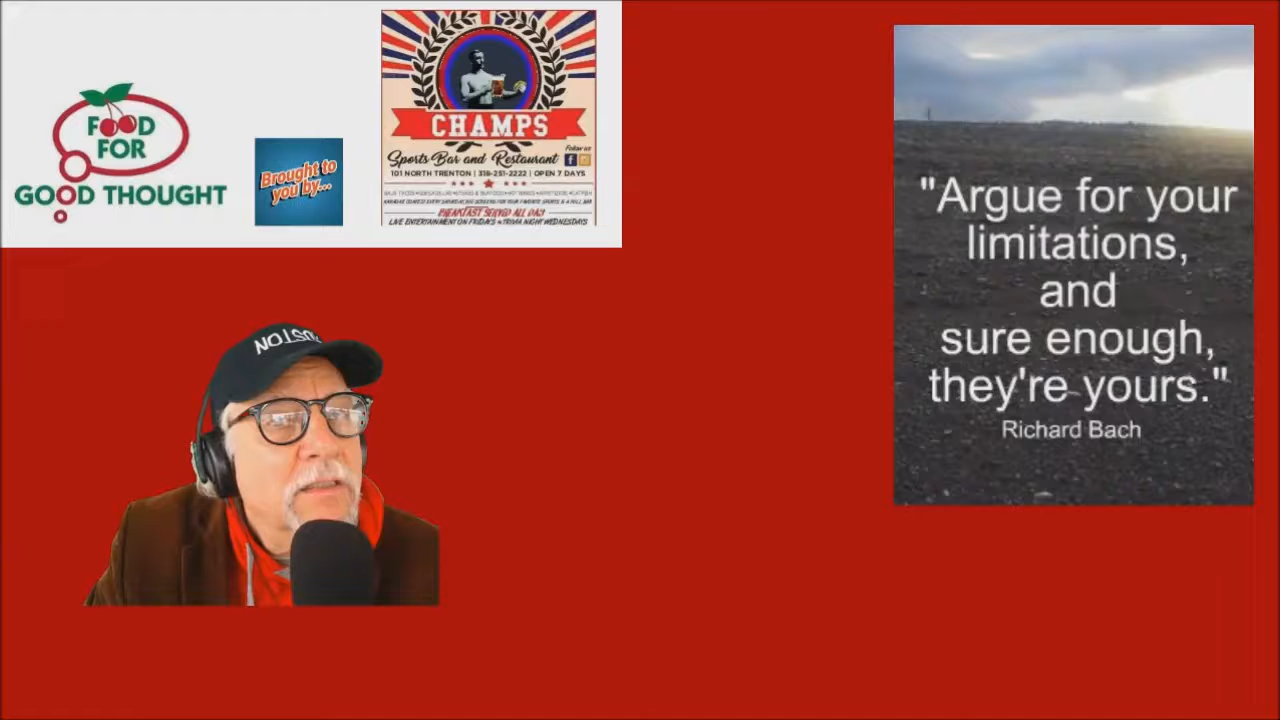 FOOD
FOR
GOOD THOUGHT
Brought to
you by...
CHAMPS
Follow us
Sports Bar and Restaurant
101 NORTH TRENTON | 318-251-2222 | OPEN 7 DAYS
BREAKFAST SERVED ALL DAY
LIVE ENTERTAINMENT ON FRIDAYS • TRIVIA NIGHT WEDNESDAYS
"Argue for your
limitations,
and
sure enough,
they're yours."
Richard Bach